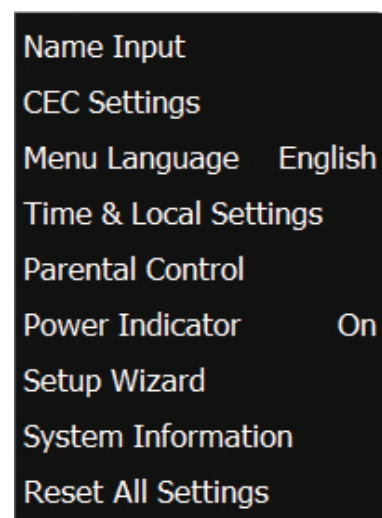 Name Input
CEC Settings
Menu Language English
Time & Local Settings
Parental Control
Power Indicator On
Setup Wizard
System Information
Reset All Settings